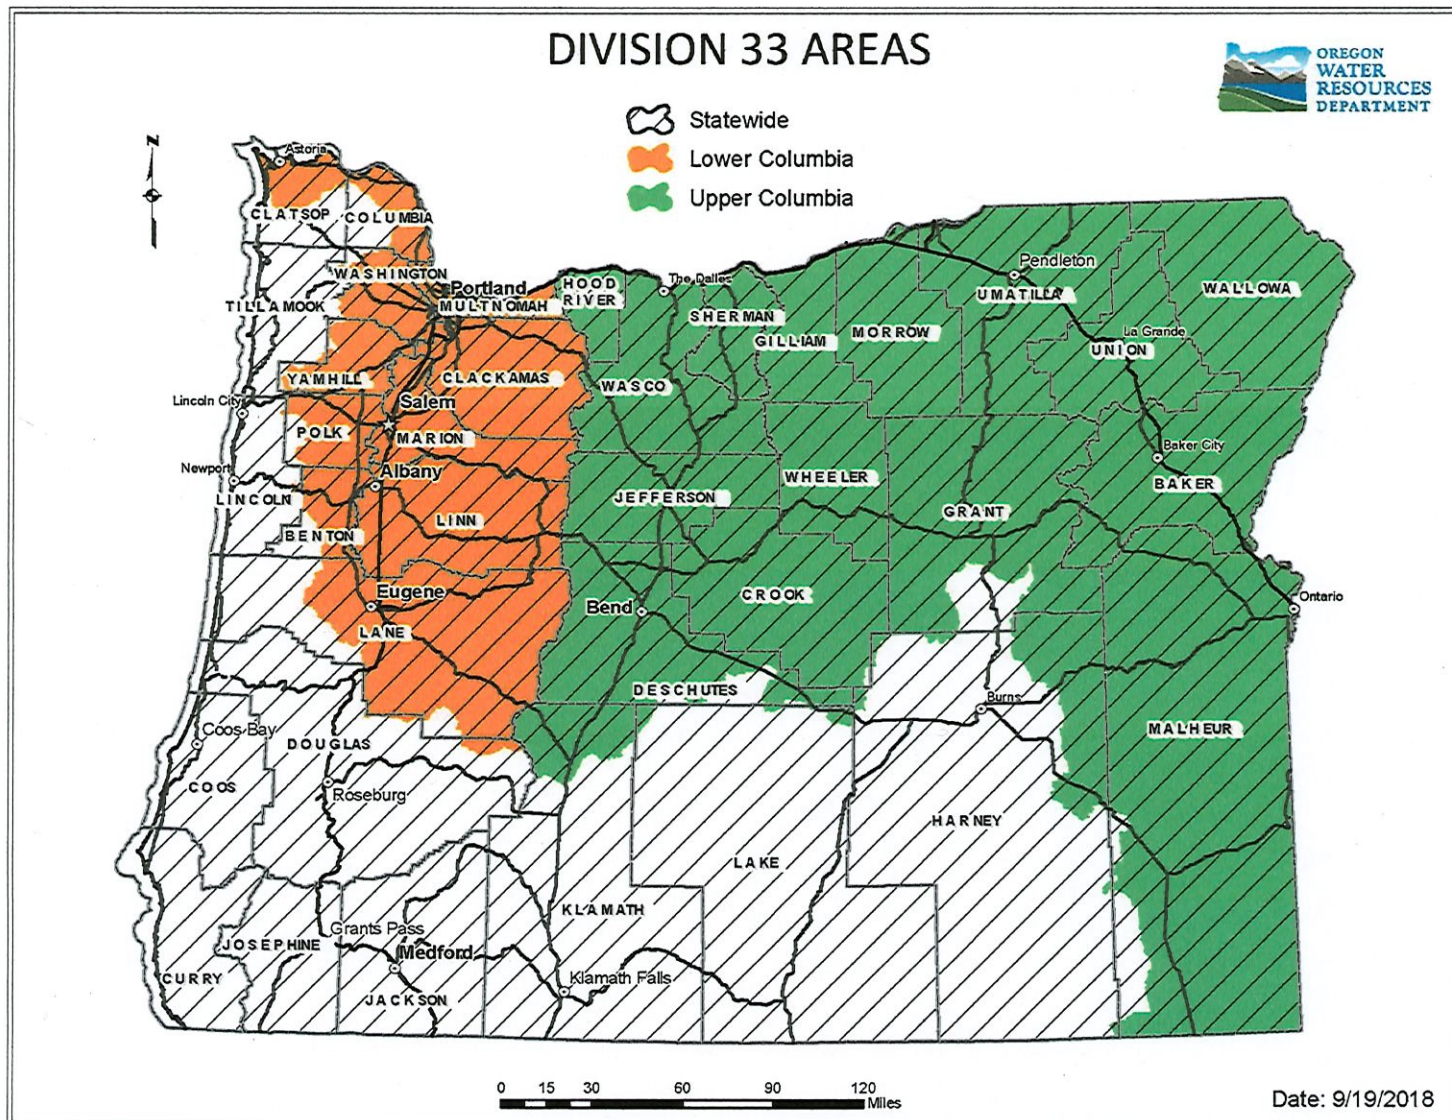 DIVISION 33 AREAS
OREGON
WATER
RESOURCES
DEPARTMENT
Statewide
Lower Columbia
Upper Columbia
N
Astoria
CLATSOP
COLUMBIA
WASHINGTON
Portland
MULTNOMAH
TILLAMOOK
HOOD
RIVER
The Dalles
SHERMAN
GILLIAM
MORROW
Pendleton
UMATILLA
WALLOWA
La Grande
UNION
YAMHILL
CLACKAMAS
WASCO
Lincoln City
Salem
POLK
MARION
Albany
Newport
LINCOLN
LINN
BENTON
JEFFERSON
WHEELER
GRANT
Baker City
BAKER
Eugene
LANE
Bend
CROOK
Ontario
DESCHUTES
Burns
MALHEUR
Coos Bay
DOUGLAS
COOS
Roseburg
HARNEY
LAKE
KLAMATH
Grants Pass
JOSEPHINE
Medford
CURRY
JACKSON
Klamath Falls
0 15 30 60 90 120
Miles
Date: 9/19/2018